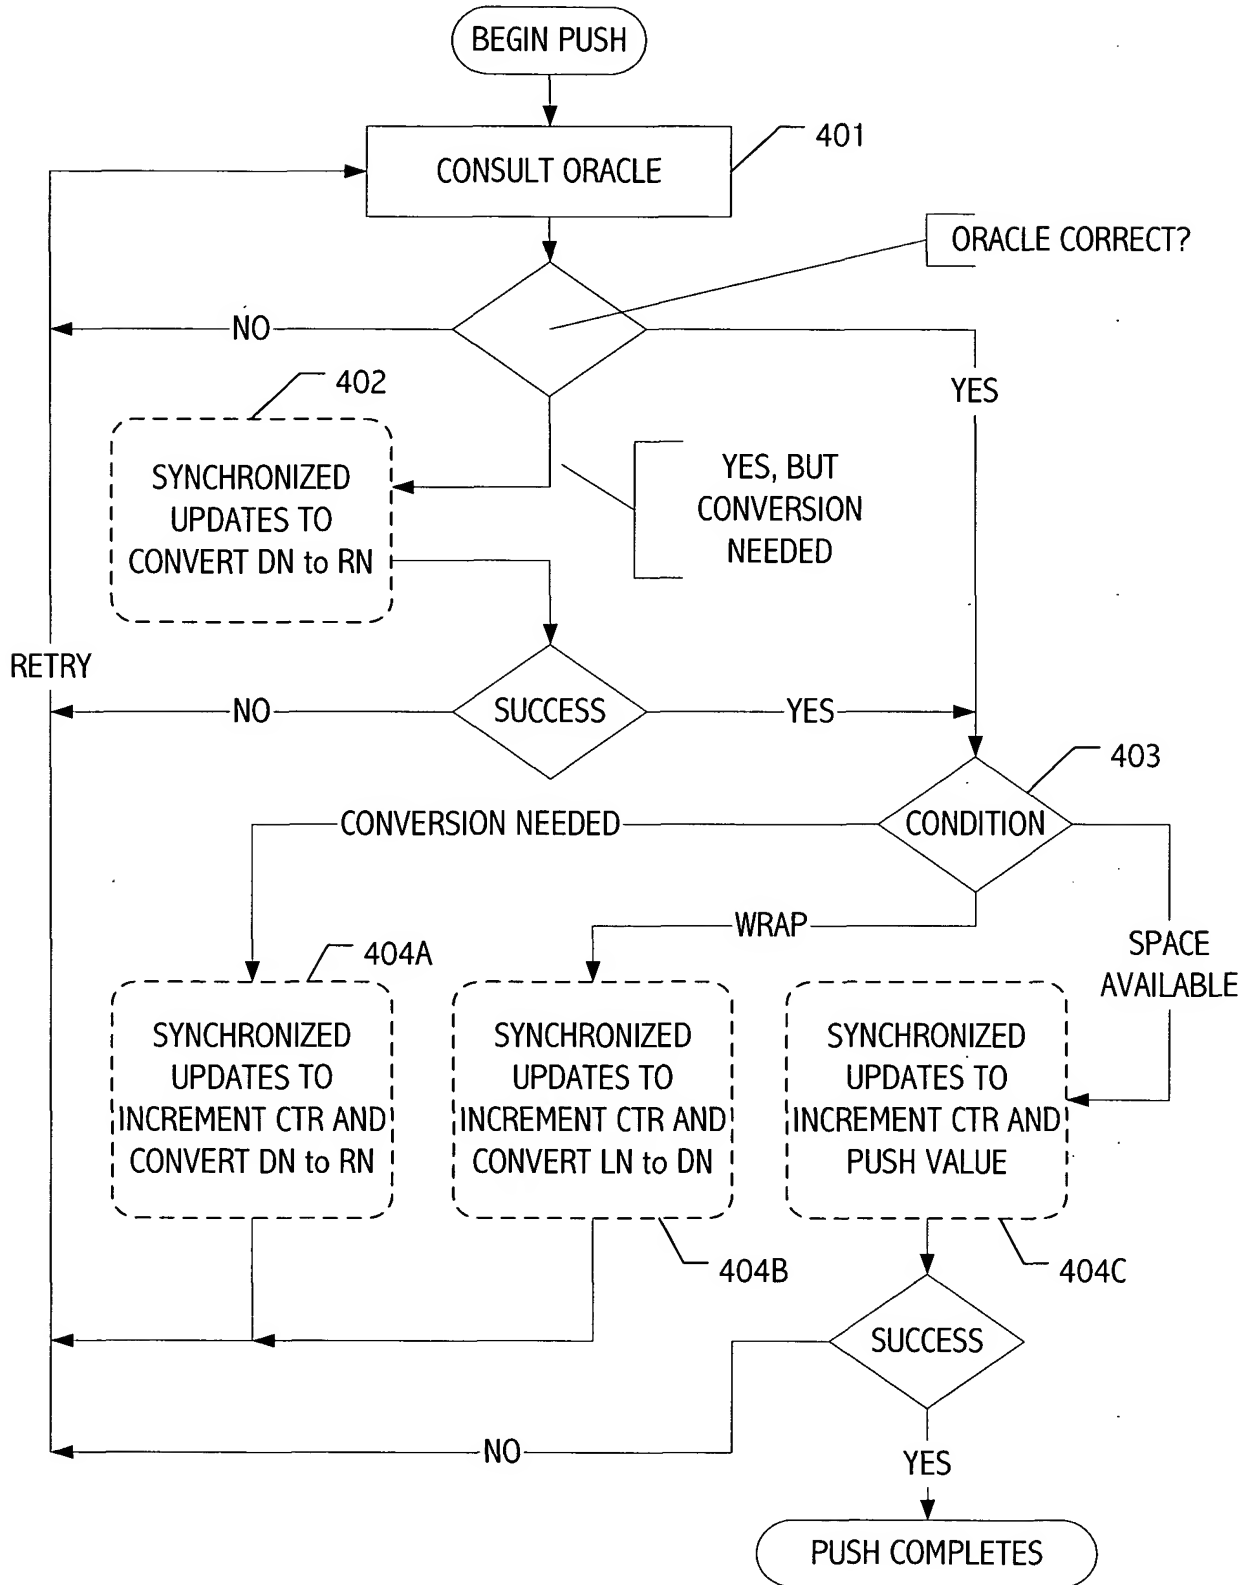 BEGIN PUSH
401
CONSULT ORACLE
ORACLE CORRECT?
NO
YES
402
SYNCHRONIZED
UPDATES TO
CONVERT DN to RN
YES, BUT
CONVERSION
NEEDED
RETRY
NO
SUCCESS
YES
403
CONVERSION NEEDED
CONDITION
WRAP
SPACE
AVAILABLE
404A
SYNCHRONIZED
UPDATES TO
INCREMENT CTR AND
CONVERT DN to RN
SYNCHRONIZED
UPDATES TO
INCREMENT CTR AND
CONVERT LN to DN
SYNCHRONIZED
UPDATES TO
INCREMENT CTR AND
PUSH VALUE
404B
404C
SUCCESS
NO
YES
PUSH COMPLETES